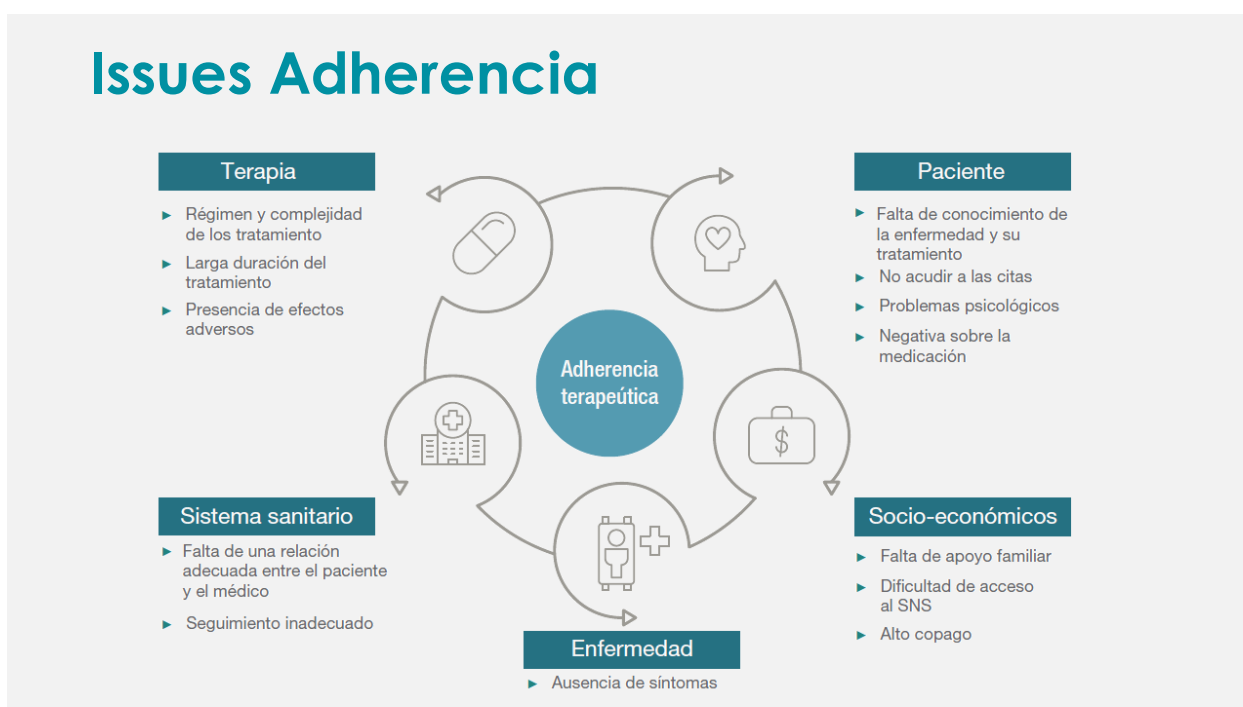 Issues Adherencia
Terapia
► Régimen y complejidad
de los tratamiento
► Larga duración del
tratamiento
► Presencia de efectos
adversos
Paciente
► Falta de conocimiento de
la enfermedad y su
tratamiento
► No acudir a las citas
► Problemas psicológicos
► Negativa sobre la
medicación
Adherencia
terapeútica
$
Sistema sanitario
► Falta de una relación
adecuada entre el paciente
y el médico
► Seguimiento inadecuado
Socio-económicos
► Falta de apoyo familiar
► Dificultad de acceso
al SNS
► Alto copago
Enfermedad
► Ausencia de síntomas